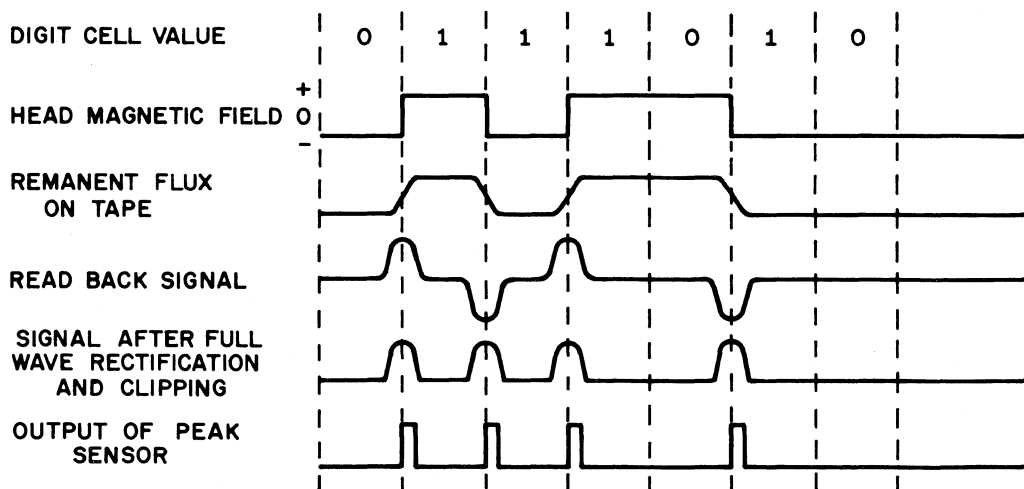 DIGIT CELL VALUE 0 1 1 1 0 1 0
+
HEAD MAGNETIC FIELD 0
-
REMANENT FLUX
ON TAPE
READ BACK SIGNAL
SIGNAL AFTER FULL
WAVE RECTIFICATION
AND CLIPPING
OUTPUT OF PEAK
SENSOR